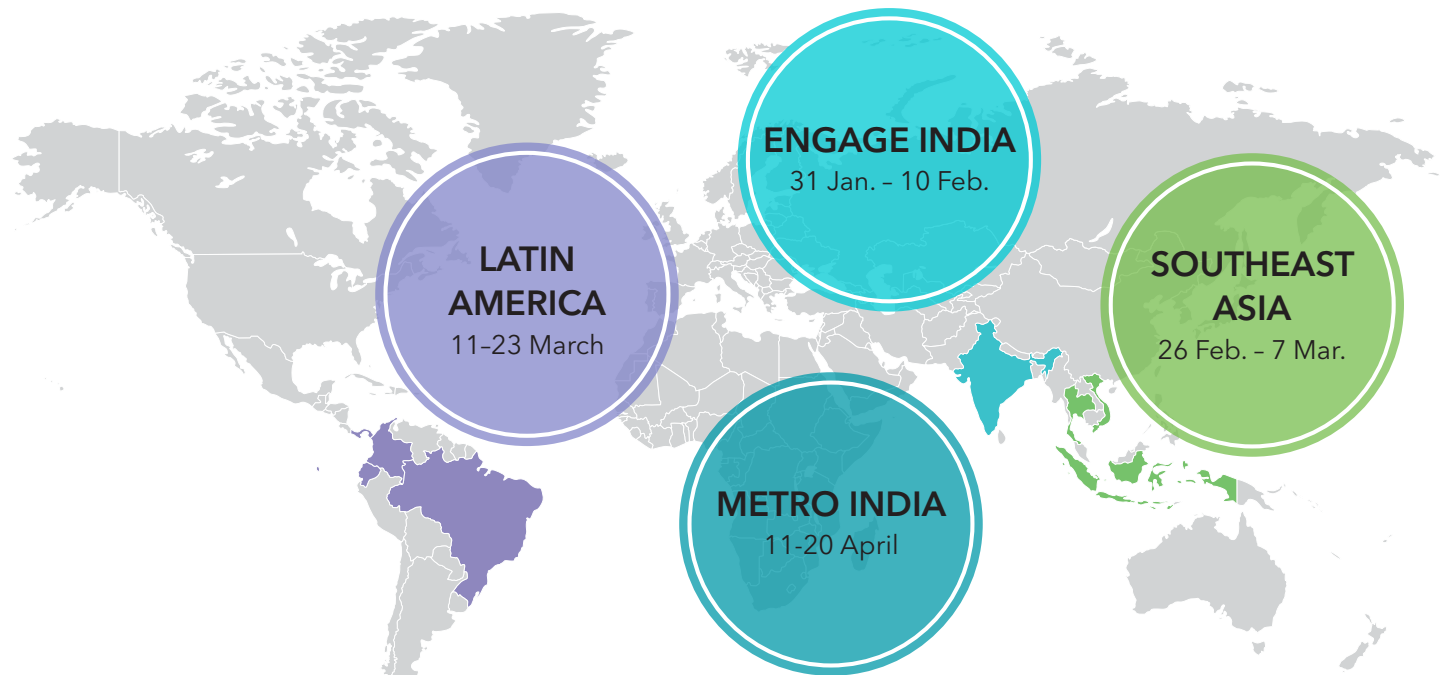 ENGAGE INDIA
31 Jan. – 10 Feb.
LATIN
AMERICA
11–23 March
SOUTHEAST
ASIA
26 Feb. – 7 Mar.
METRO INDIA
11-20 April